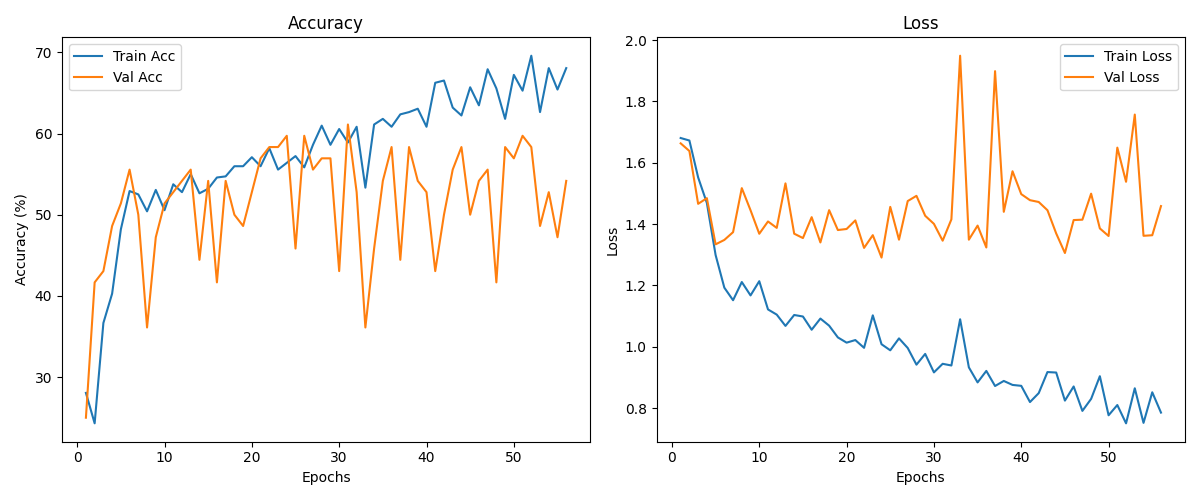 Accuracy
Train Acc
Val Acc
70
60
50
40
30
Accuracy (%)
0 10 20 30 40 50
Epochs
Loss
Train Loss
Val Loss
2.0
1.8
1.6
1.4
1.2
1.0
0.8
Loss
0 10 20 30 40 50
Epochs